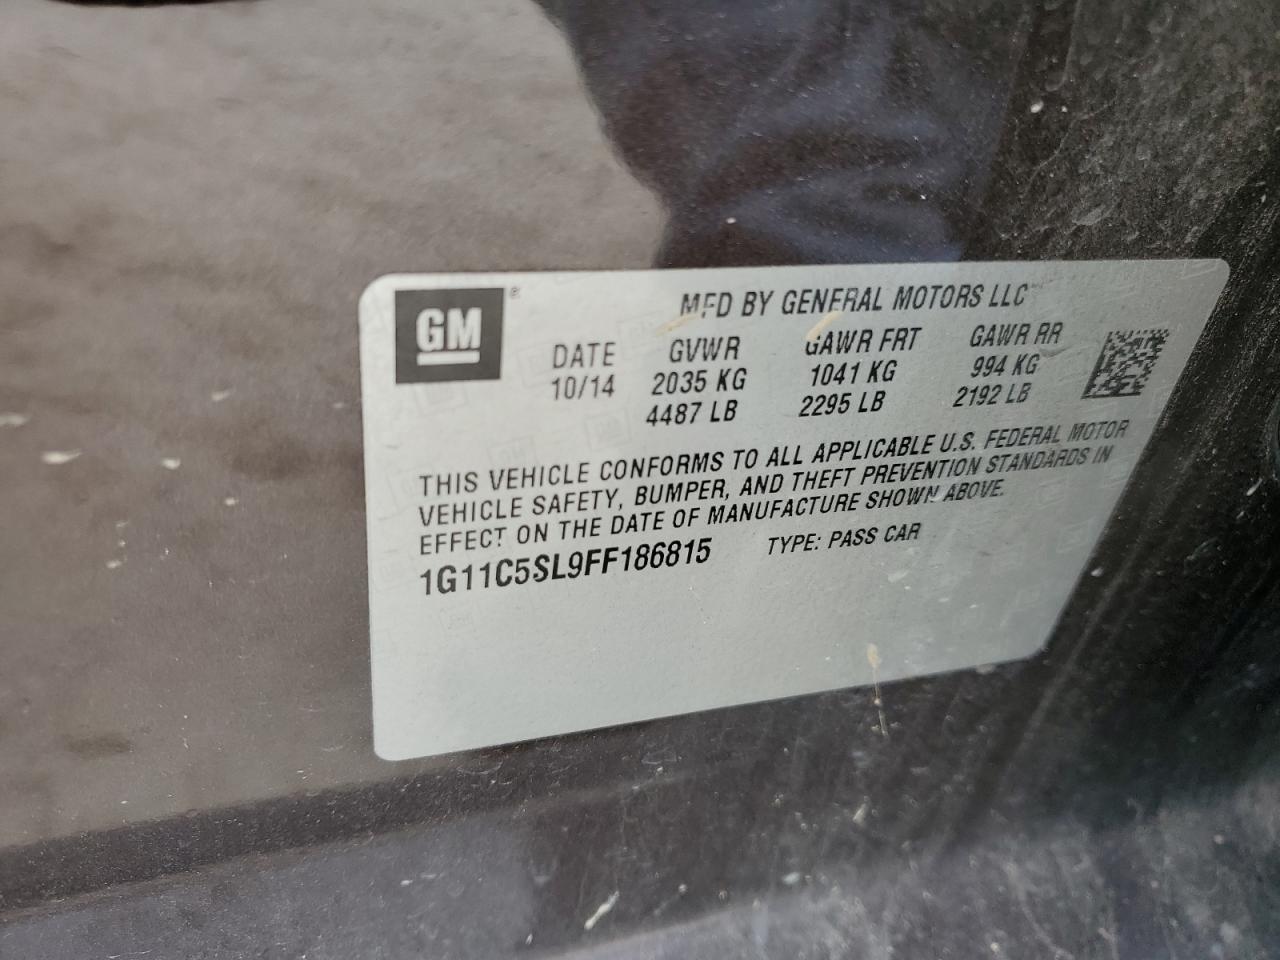 GM®
MFD BY GENERAL MOTORS LLC
DATE GVWR GAWR FRT GAWR RR
10/14 2035 KG 1041 KG 994 KG
4487 LB 2295 LB 2192 LB
THIS VEHICLE CONFORMS TO ALL APPLICABLE U.S. FEDERAL MOTOR
VEHICLE SAFETY, BUMPER, AND THEFT PREVENTION STANDARDS IN
EFFECT ON THE DATE OF MANUFACTURE SHOWN ABOVE.
1G11C5SL9FF186815 TYPE: PASS CAR